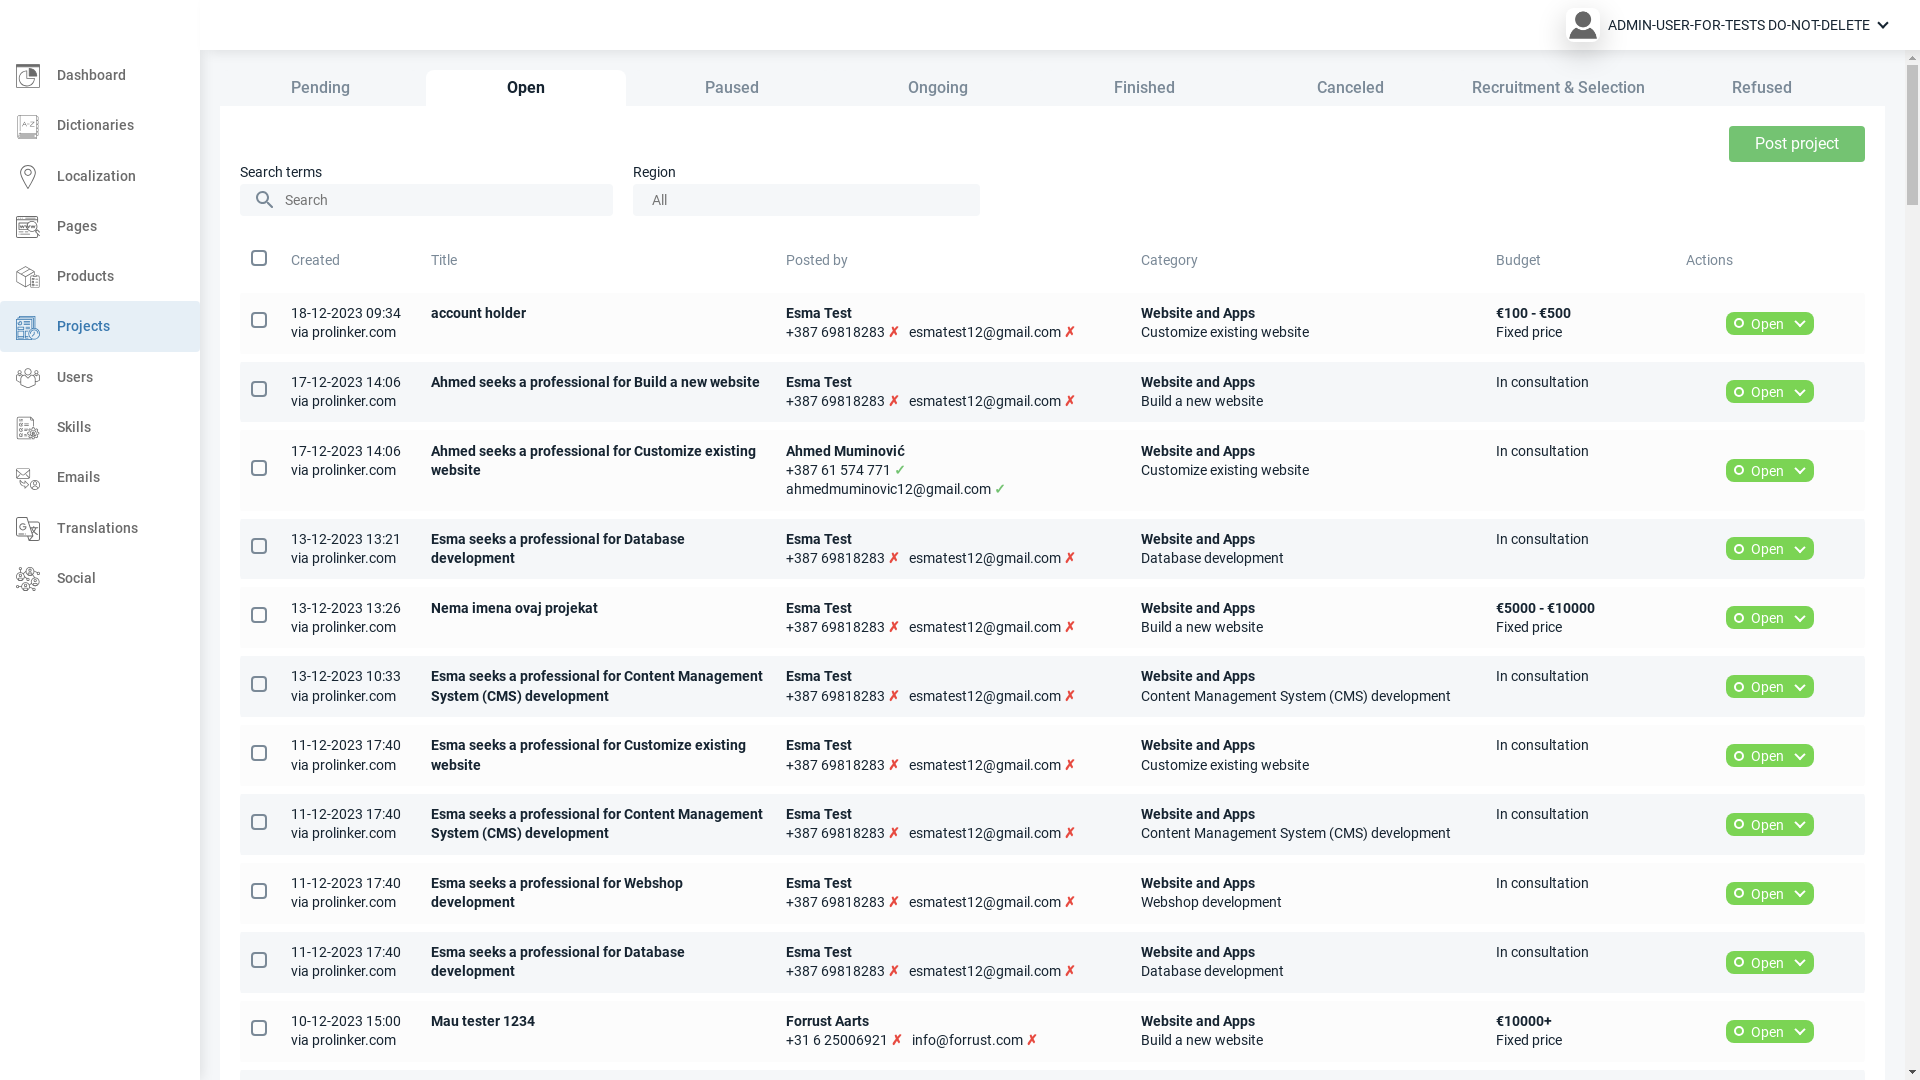 ADMIN-USER-FOR-TESTS DO-NOT-DELETE
Dashboard
Dictionaries
Localization
Pages
Products
Projects
Users
Skills
Emails
Translations
Social
Pending Open Paused Ongoing Finished Canceled Recruitment & Selection Refused
Post project
Search terms Region
Search All
Created Title Posted by Category Budget Actions
18-12-2023 09:34 account holder Esma Test Website and Apps €100 - €500
via prolinker.com +387 69818283 ✗ esmatest12@gmail.com ✗ Customize existing website Fixed price
Open
17-12-2023 14:06 Ahmed seeks a professional for Build a new website Esma Test Website and Apps In consultation
via prolinker.com +387 69818283 ✗ esmatest12@gmail.com ✗ Build a new website
Open
17-12-2023 14:06 Ahmed seeks a professional for Customize existing Ahmed Muminović Website and Apps In consultation
via prolinker.com website +387 61 574 771 ✓ Customize existing website
ahmedmuminovic12@gmail.com ✓
Open
13-12-2023 13:21 Esma seeks a professional for Database Esma Test Website and Apps In consultation
via prolinker.com development +387 69818283 ✗ esmatest12@gmail.com ✗ Database development
Open
13-12-2023 13:26 Nema imena ovaj projekat Esma Test Website and Apps €5000 - €10000
via prolinker.com +387 69818283 ✗ esmatest12@gmail.com ✗ Build a new website Fixed price
Open
13-12-2023 10:33 Esma seeks a professional for Content Management Esma Test Website and Apps In consultation
via prolinker.com System (CMS) development +387 69818283 ✗ esmatest12@gmail.com ✗ Content Management System (CMS) development
Open
11-12-2023 17:40 Esma seeks a professional for Customize existing Esma Test Website and Apps In consultation
via prolinker.com website +387 69818283 ✗ esmatest12@gmail.com ✗ Customize existing website
Open
11-12-2023 17:40 Esma seeks a professional for Content Management Esma Test Website and Apps In consultation
via prolinker.com System (CMS) development +387 69818283 ✗ esmatest12@gmail.com ✗ Content Management System (CMS) development
Open
11-12-2023 17:40 Esma seeks a professional for Webshop Esma Test Website and Apps In consultation
via prolinker.com development +387 69818283 ✗ esmatest12@gmail.com ✗ Webshop development
Open
11-12-2023 17:40 Esma seeks a professional for Database Esma Test Website and Apps In consultation
via prolinker.com development +387 69818283 ✗ esmatest12@gmail.com ✗ Database development
Open
10-12-2023 15:00 Mau tester 1234 Forrust Aarts Website and Apps €10000+
via prolinker.com +31 6 25006921 ✗ info@forrust.com ✗ Build a new website Fixed price
Open